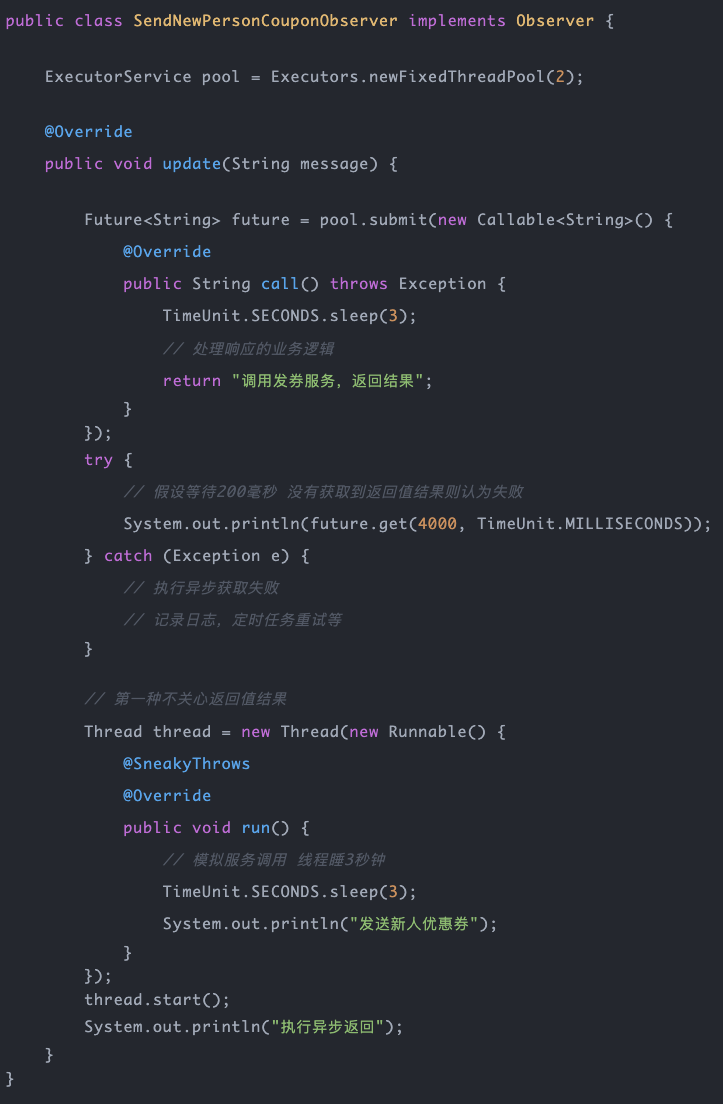 public class SendNewPersonCouponObserver implements Observer {
ExecutorService pool = Executors.newFixedThreadPool(2);
@Override
public void update(String message) {
Future<String> future = pool.submit(new Callable<String>() {
@Override
public String call() throws Exception {
TimeUnit.SECONDS.sleep(3);
// 处理响应的业务逻辑
return "调用发券服务，返回结果";
}
});
try {
// 假设等待200毫秒 没有获取到返回值结果则认为失败
System.out.println(future.get(4000, TimeUnit.MILLISECONDS));
} catch (Exception e) {
// 执行异步获取失败
// 记录日志，定时任务重试等
}
// 第一种不关心返回值结果
Thread thread = new Thread(new Runnable() {
@SneakyThrows
@Override
public void run() {
// 模拟服务调用 线程睡3秒钟
TimeUnit.SECONDS.sleep(3);
System.out.println("发送新人优惠券");
}
});
thread.start();
System.out.println("执行异步返回");
}
}